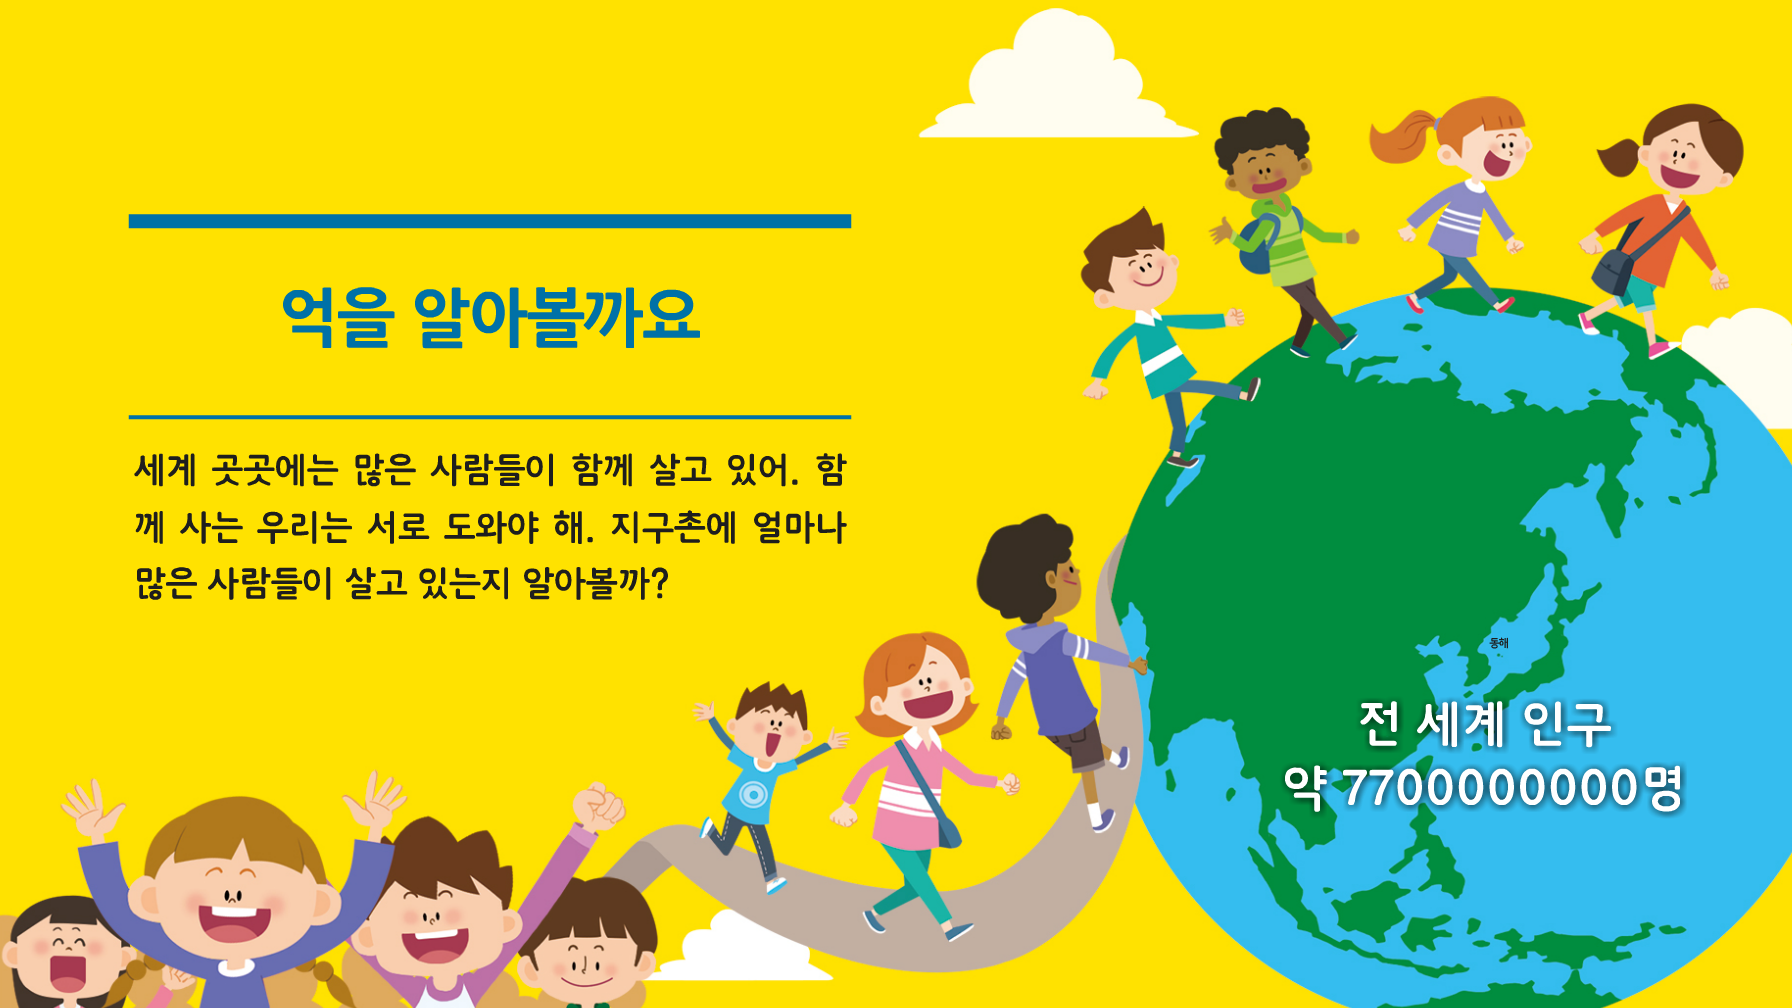 억을 알아볼까요
세계 곳곳에는 많은 사람들이 함께 살고 있어. 함
께 사는 우리는 서로 도와야 해. 지구촌에 얼마나
많은 사람들이 살고 있는지 알아볼까?
동해
전 세계 인구
약 7700000000명